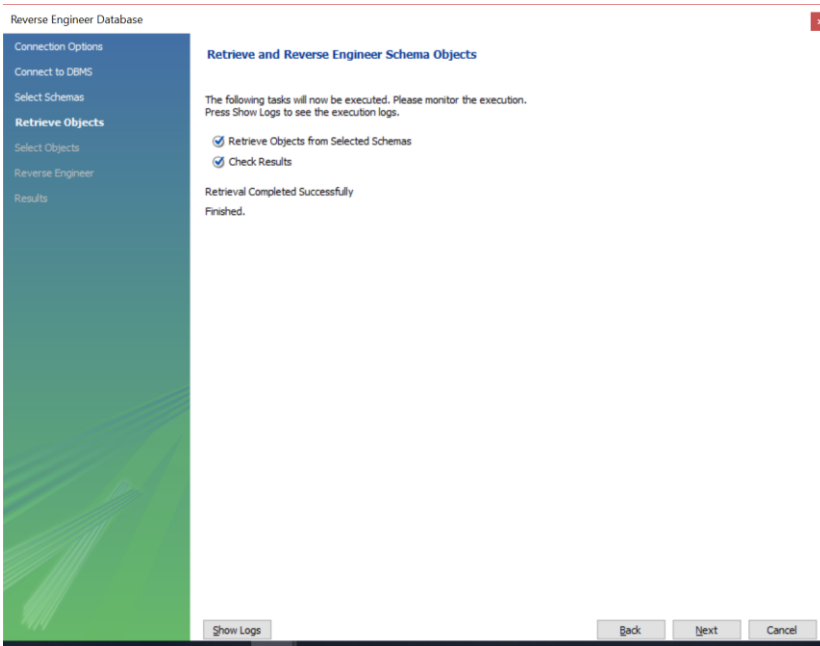 Reverse Engineer Database
Connection Options
Connect to DBMS
Select Schemas
Retrieve Objects
Select Objects
Reverse Engineer
Results
Retrieve and Reverse Engineer Schema Objects
The following tasks will now be executed. Please monitor the execution.
Press Show Logs to see the execution logs.
Retrieve Objects from Selected Schemas
Check Results
Retrieval Completed Successfully
Finished.
Show Logs
Back
Next
Cancel